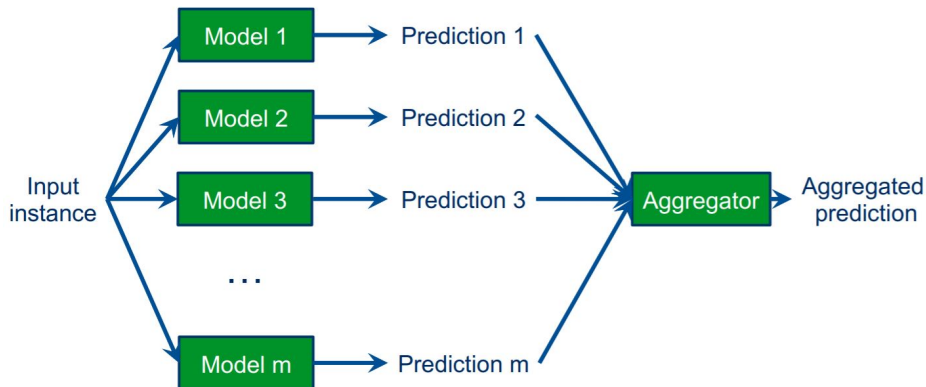 Model 1
Prediction 1
Model 2
Prediction 2
Input
instance
Model 3
Prediction 3
Aggregator
Aggregated
prediction
...
Model m
Prediction m